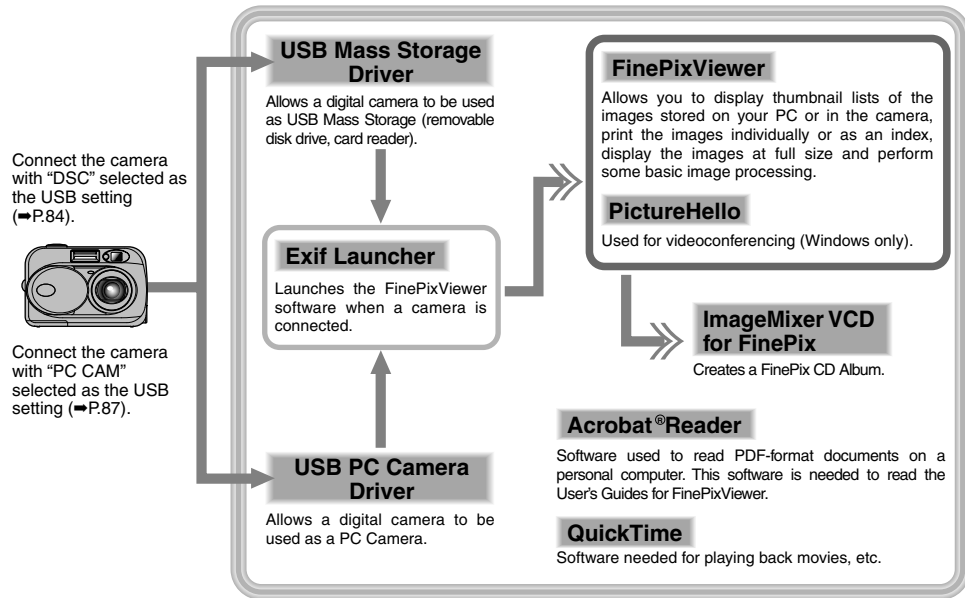 Connect the camera
with “DSC” selected as
the USB setting
(➡P.84).
Connect the camera
with “PC CAM”
selected as the USB
setting (➡P.87).
USB Mass Storage
Driver
Allows a digital camera to be used
as USB Mass Storage (removable
disk drive, card reader).
Exif Launcher
Launches the FinePixViewer
software when a camera is
connected.
USB PC Camera
Driver
Allows a digital camera to be
used as a PC Camera.
FinePixViewer
Allows you to display thumbnail lists of the
images stored on your PC or in the camera,
print the images individually or as an index,
display the images at full size and perform
some basic image processing.
PictureHello
Used for videoconferencing (Windows only).
ImageMixer VCD
for FinePix
Creates a FinePix CD Album.
Acrobat®Reader
Software used to read PDF-format documents on a
personal computer. This software is needed to read the
User’s Guides for FinePixViewer.
QuickTime
Software needed for playing back movies, etc.